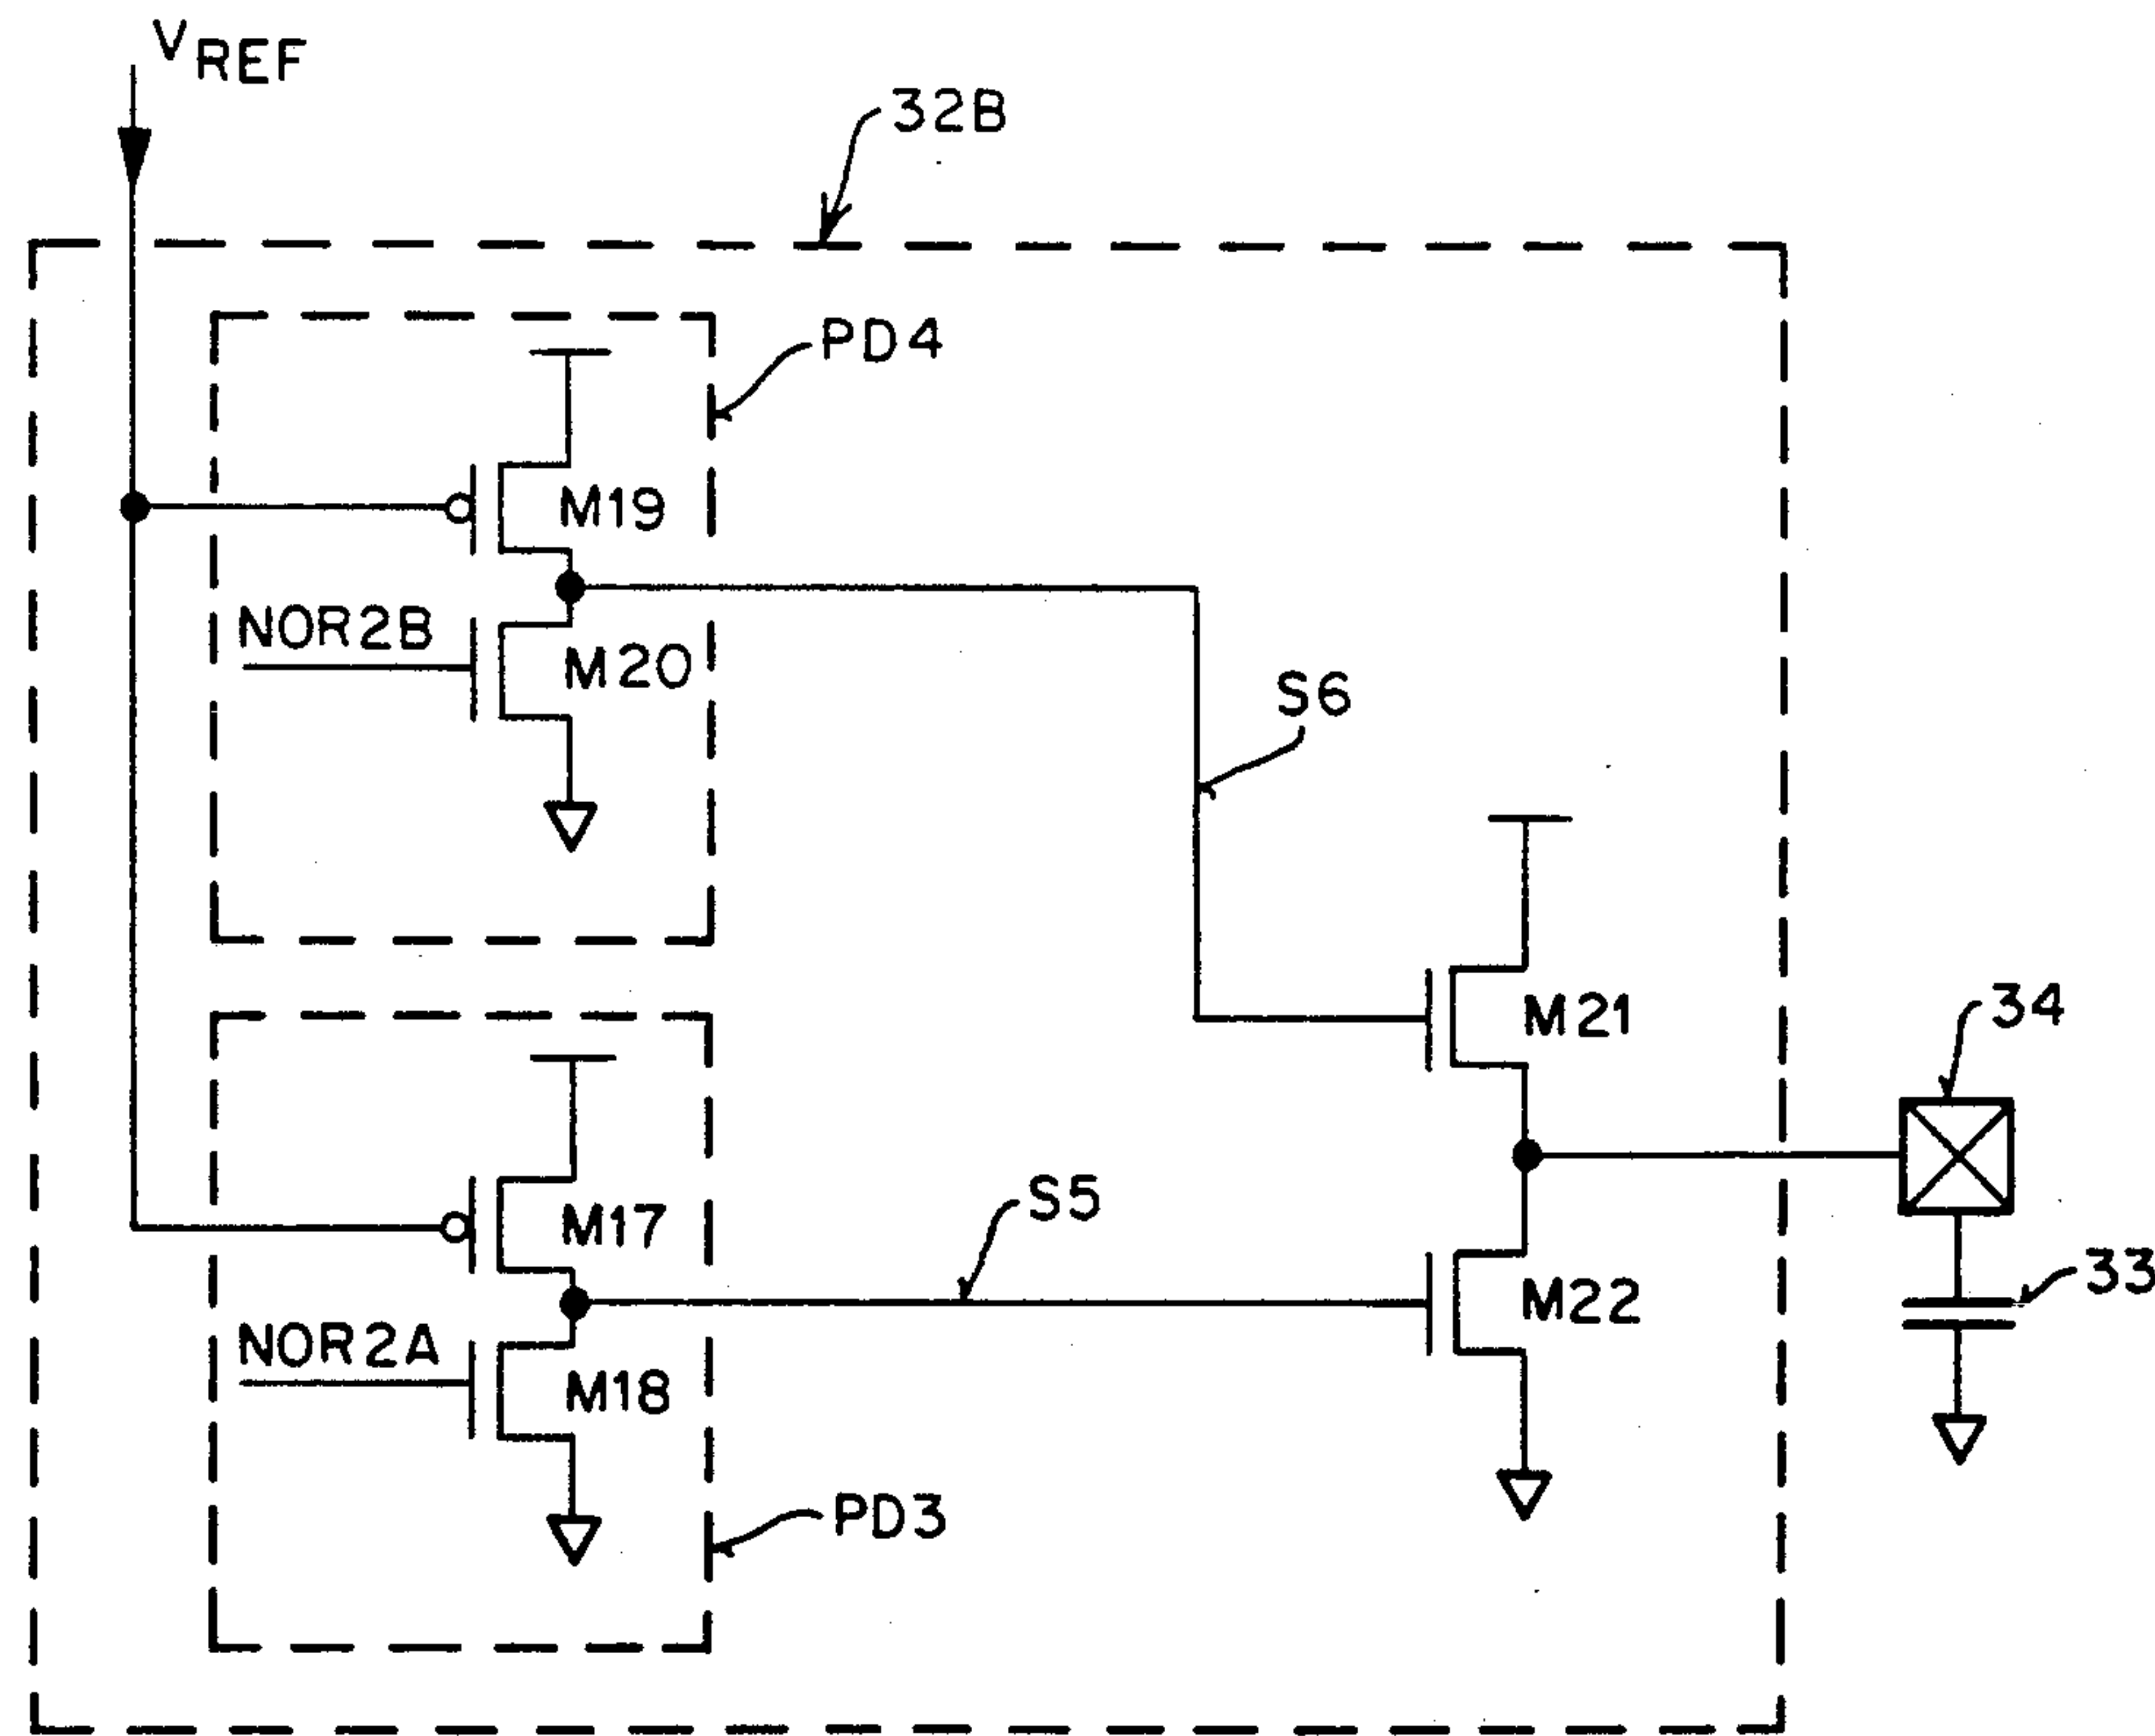 VREF
32B
PD4
M19
NOR2B
M20
S6
M21
34
M17
S5
33
M22
NOR2A
M18
PD3